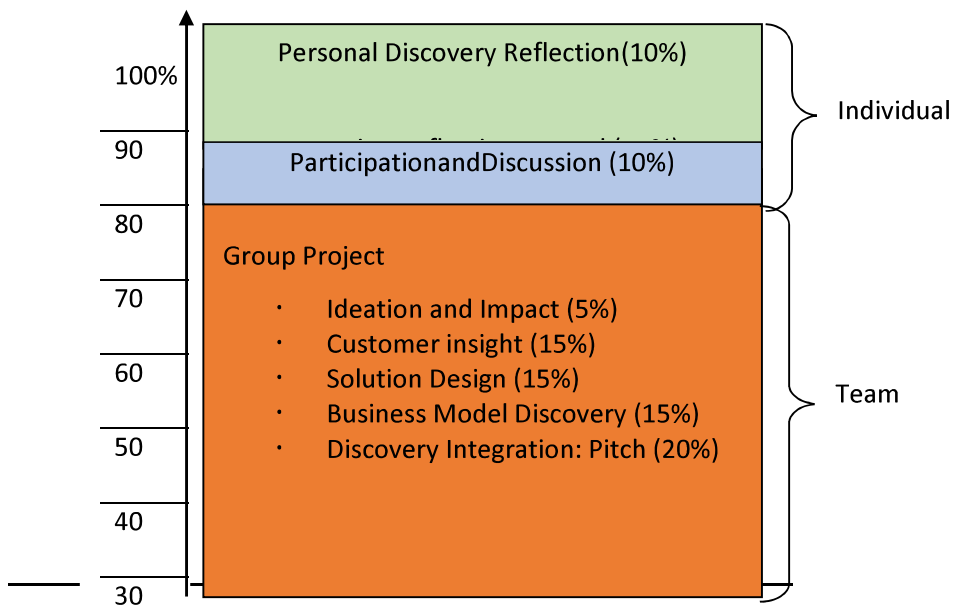 Personal Discovery Reflection(10%)
100%
Individual
90
ParticipationandDiscussion (10%)
80
Group Project
70
· Ideation and Impact (5%)
· Customer insight (15%)
60
· Solution Design (15%)
Team
· Business Model Discovery (15%)
50
· Discovery Integration: Pitch (20%)
40
30